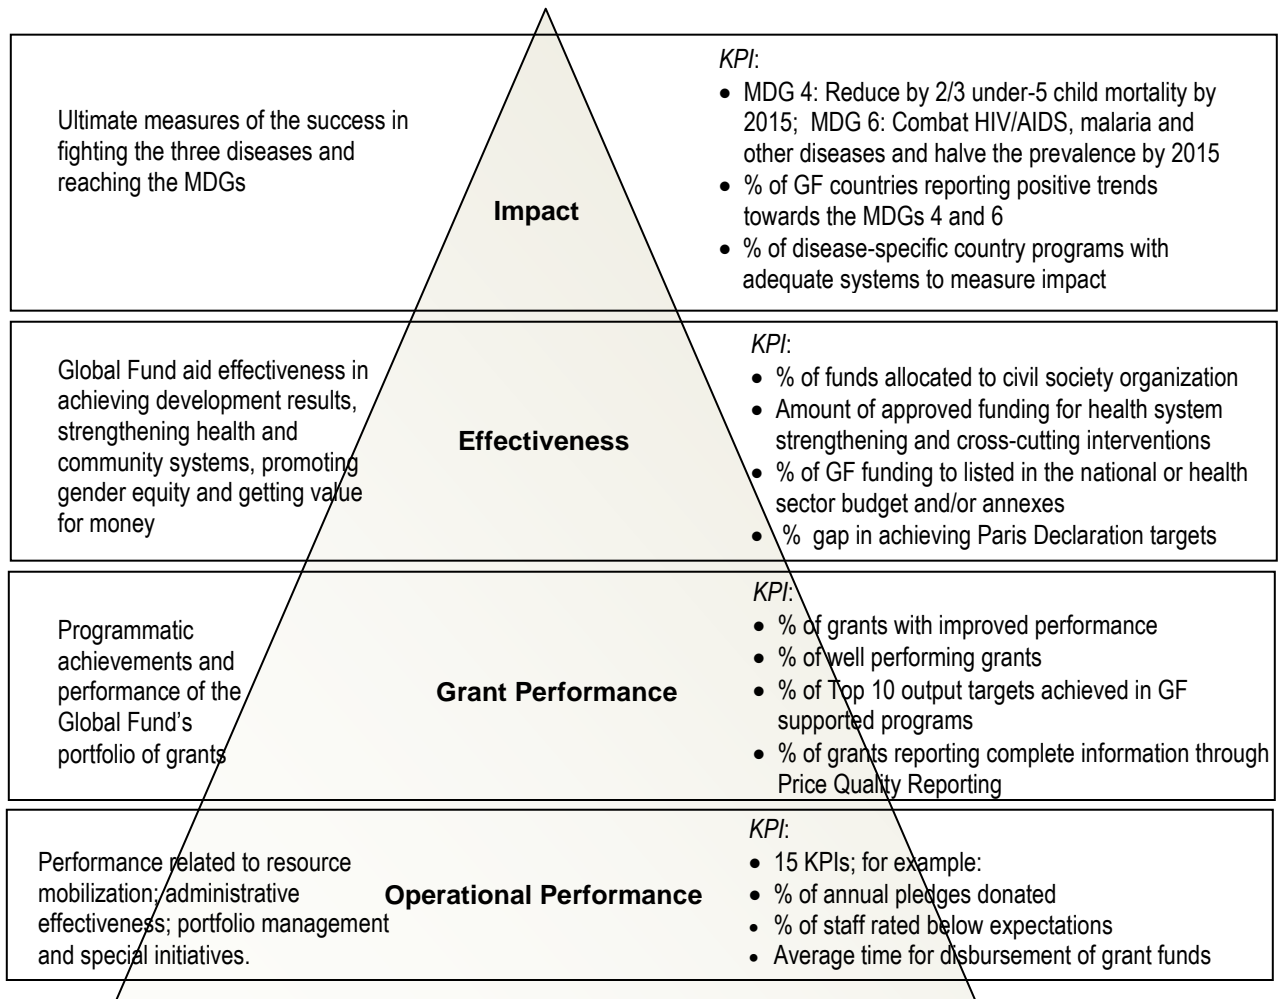 Ultimate measures of the success in
fighting the three diseases and
reaching the MDGs
Impact
KPI:
• MDG 4: Reduce by 2/3 under-5 child mortality by
2015;  MDG 6: Combat HIV/AIDS, malaria and
other diseases and halve the prevalence by 2015
• % of GF countries reporting positive trends
towards the MDGs 4 and 6
• % of disease-specific country programs with
adequate systems to measure impact
Global Fund aid effectiveness in
achieving development results,
strengthening health and
community systems, promoting
gender equity and getting value
for money
Effectiveness
KPI:
• % of funds allocated to civil society organization
• Amount of approved funding for health system
strengthening and cross-cutting interventions
• % of GF funding to listed in the national or health
sector budget and/or annexes
• %  gap in achieving Paris Declaration targets
Programmatic
achievements and
performance of the
Global Fund's
portfolio of grants
Grant Performance
KPI:
• % of grants with improved performance
• % of well performing grants
• % of Top 10 output targets achieved in GF
supported programs
• % of grants reporting complete information through
Price Quality Reporting
Performance related to resource
mobilization; administrative
effectiveness; portfolio management
and special initiatives.
Operational Performance
KPI:
• 15 KPIs; for example:
• % of annual pledges donated
• % of staff rated below expectations
• Average time for disbursement of grant funds